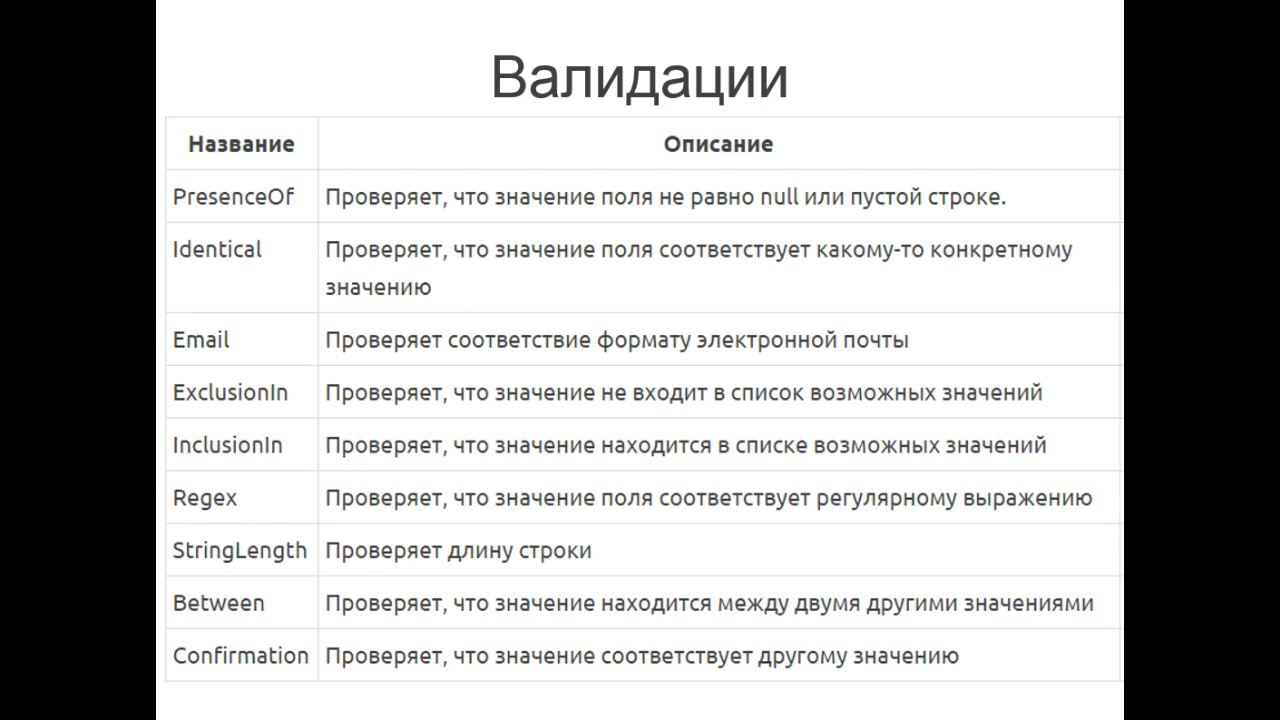 Валидации
Название Описание
PresenceOf Проверяет, что значение поля не равно null или пустой строке.
Identical Проверяет, что значение поля соответствует какому-то конкретному
значению
Email Проверяет соответствие формату электронной почты
ExclusionIn Проверяет, что значение не входит в список возможных значений
InclusionIn Проверяет, что значение находится в списке возможных значений
Regex Проверяет, что значение поля соответствует регулярному выражению
StringLength Проверяет длину строки
Between Проверяет, что значение находится между двумя другими значениями
Confirmation Проверяет, что значение соответствует другому значению